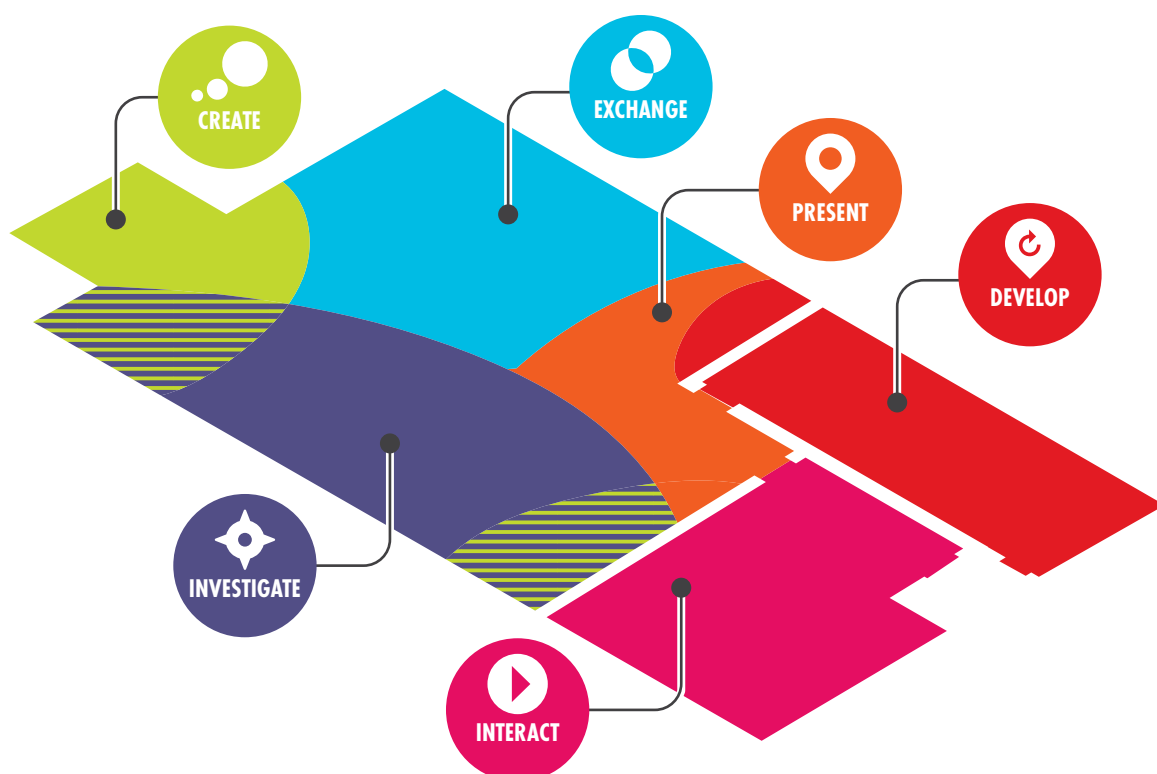 CREATE
EXCHANGE
PRESENT
DEVELOP
INVESTIGATE
INTERACT